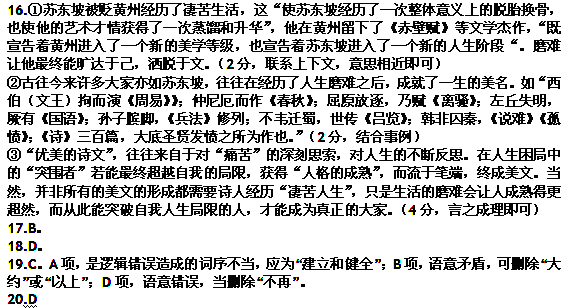 16.①苏东坡被贬黄州经历了凄苦生活，这“使苏东坡经历了一次整体意义上的脱胎换骨，
也使他的艺术才情获得了一次蒸馏和升华”，他在黄州留下了《赤壁赋》等文学杰作，“既
宣告着黄州进入了一个新的美学等级，也宣告着苏东坡进入了一个新的人生阶段“。磨难
让他最终能旷达于己，洒脱于文。（2分，联系上下文，意思相近即可）
②古往今来许多大家亦如苏东坡，往往在经历了人生磨难之后，成就了一生的美名。如“西
伯（文王）拘而演《周易》》；仲尼厄而作《春秋》；屈原放逐，乃赋《离骚》；左丘失明，
厥有《国语》；孙子膑脚，《兵法》修列；不韦迁蜀，世传《吕览》；韩非囚秦，《说难》《孤
愤》；《诗》三百篇，大底圣贤发愤之所为作也。”（2分，结合事例）
③“优美的诗文”，往往来自于对“痛苦”的深刻思索，对人生的不断反思。在人生困局中
的“突围者”若能最终超越自我的局限，获得“人格的成熟”，而流于笔端，终成美文。当
然，并非所有的美文的形成都需要诗人经历“凄苦人生”，只是生活的磨难会让人成熟得更
超然，而从此能突破自我人生局限的人，才能成为真正的大家。（4分，言之成理即可）
17.B。
18.D。
19.C。A项，是逻辑错误造成的词序不当，应为“建立和健全”；B项，语意矛盾，可删除“大
约”或“以上”；D项，语意错误，当删除“不再”。
20.D